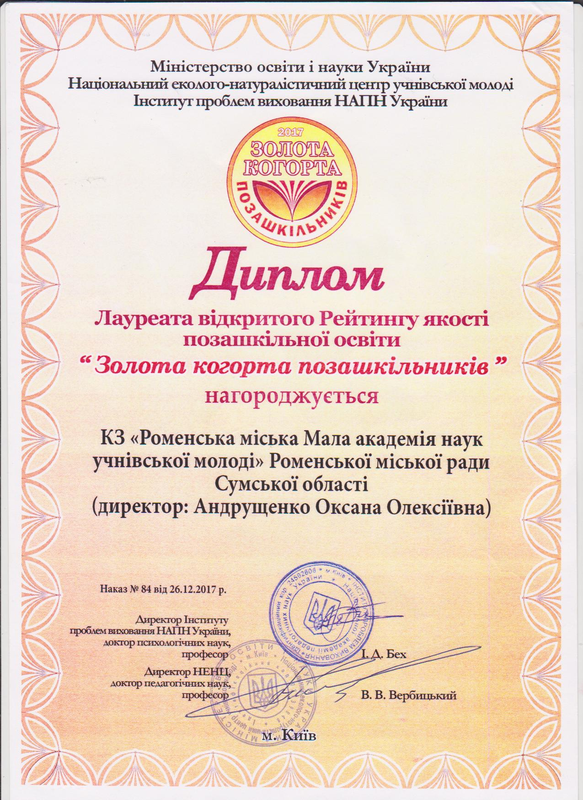 Міністерство освіти і науки України
Національний еколого-натуралістичний центр учнівської молоді
Інститут проблем виховання НАПН України
2017
ЗОЛОТА
КОГОРТА
ПОЗАШКІЛЬНИКІВ
Диплом
Лауреата відкритого Рейтингу якості
позашкільної освіти
“ Золота когорта позашкільників ”
нагороджується
КЗ «Роменська міська Мала академія наук
учнівської молоді» Роменської міської ради
Сумської області
(директор: Андрущенко Оксана Олексіївна)
Наказ № 84 від 26.12.2017 р.
Директор Інституту
проблем виховання НАПН України,
доктор психологічних наук,
професор
І. Д. Бех
Директор НЕНЦ,
доктор педагогічних наук,
професор
В. В. Вербицький
м. Київ